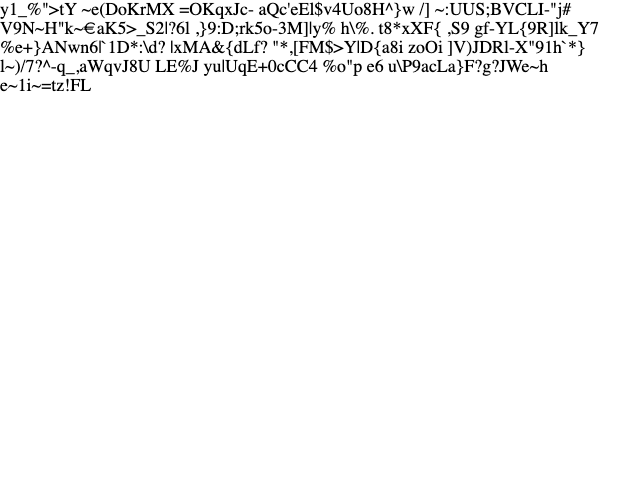 y1_%">tY ~e(DoKrMX =OKqxJc- aQc'eEl$v4Uo8H^}w /] ~:UUS;BVCLI-"j#
V9N~H"k~€aK5>_S2|?6l ,}9:D;rk5o-3M]|y% h\%. t8*xXF{ ,S9 gf-YL{9R]lk_Y7
%e+}ANwn6|` 1D*:\d? |xMA&{dLf? "*,[FM$>Y|D{a8i zoOi ]V)JDRl-X"91h`*}
l~)/7?^-q_,aWqvJ8U LE%J yu|UqE+0cCC4 %o"p e6 u\P9acLa}F?g?JWe~h
e~1i~=tz!FL